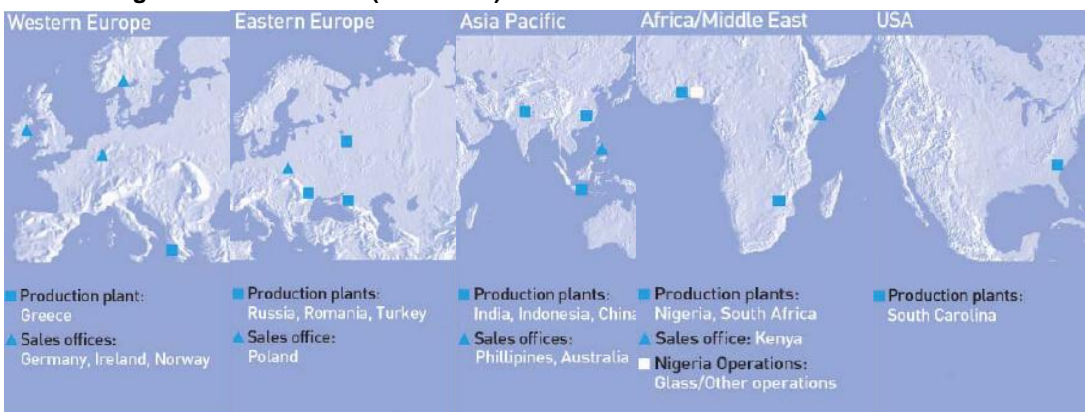 Western Europe
Eastern Europe
Asia Pacific
Africa/Middle East
USA
Production plant:
Greece
Sales offices:
Germany, Ireland, Norway
Production plants:
Russia, Romania, Turkey
Sales office:
Poland
Production plants:
India, Indonesia, China
Sales offices:
Phillipines, Australia
Production plants:
Nigeria, South Africa
Sales office: Kenya
Nigeria Operations:
Glass/Other operations
Production plants:
South Carolina